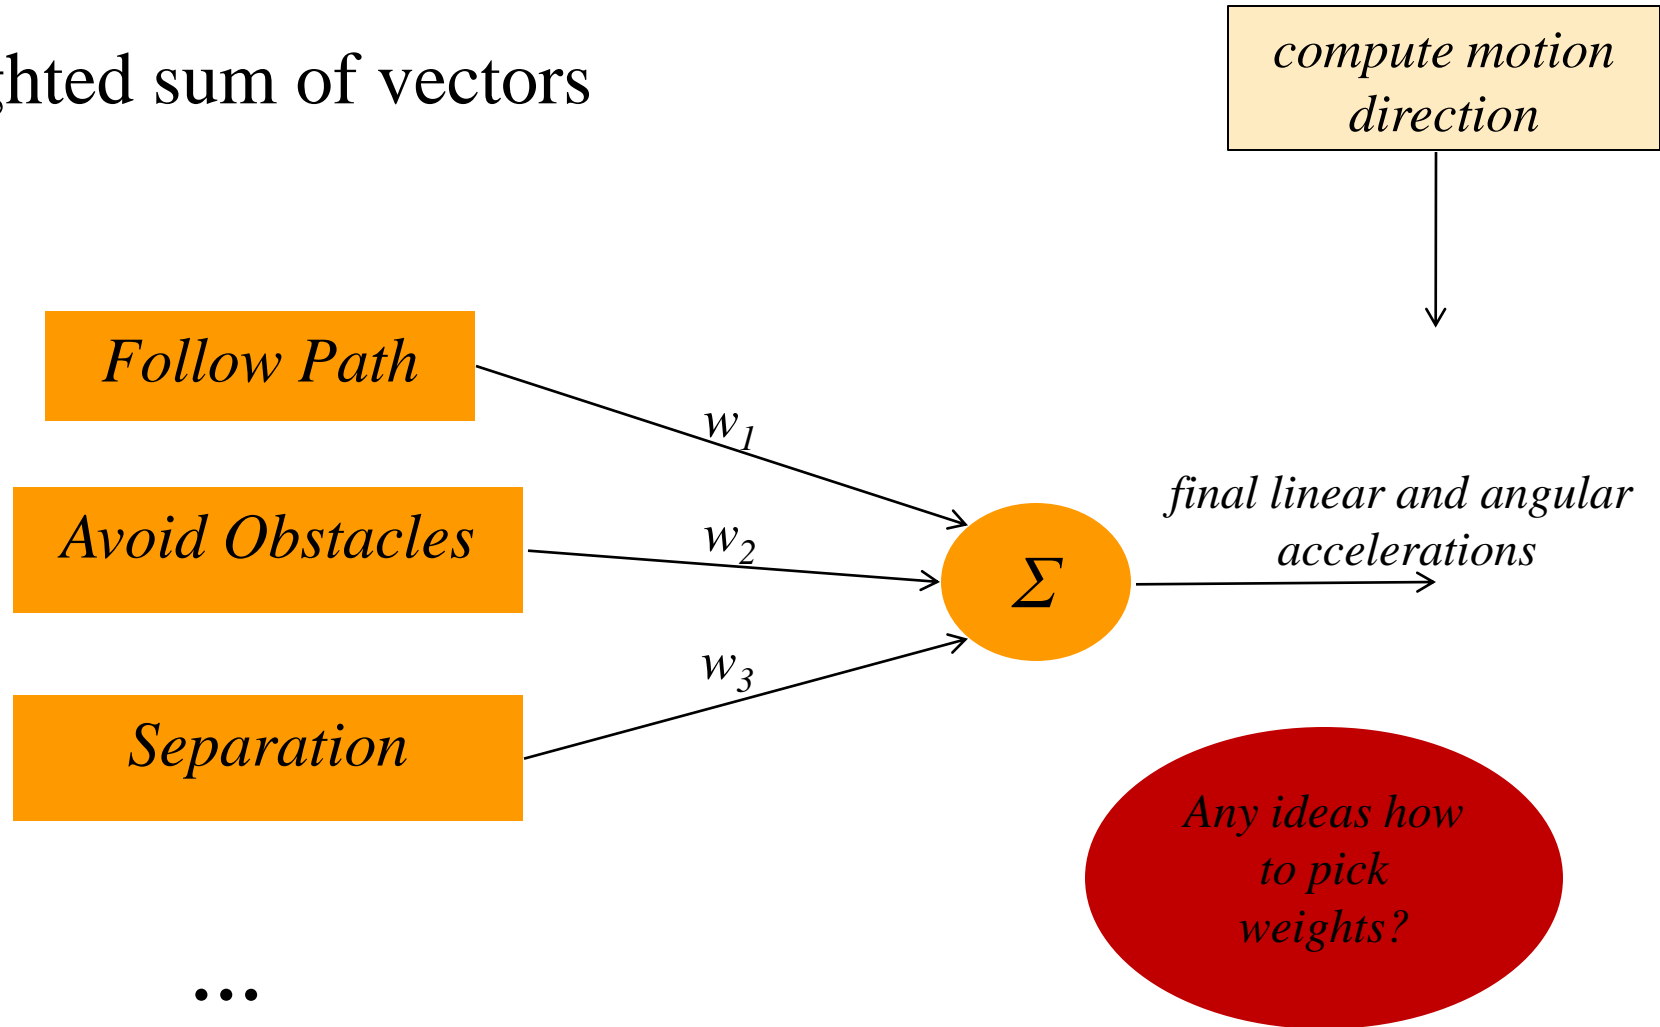 ghted sum of vectors
compute motion
direction
Follow Path
w1
Avoid Obstacles
w2
Separation
w3
Σ
final linear and angular
accelerations
Any ideas how
to pick
weights?
...